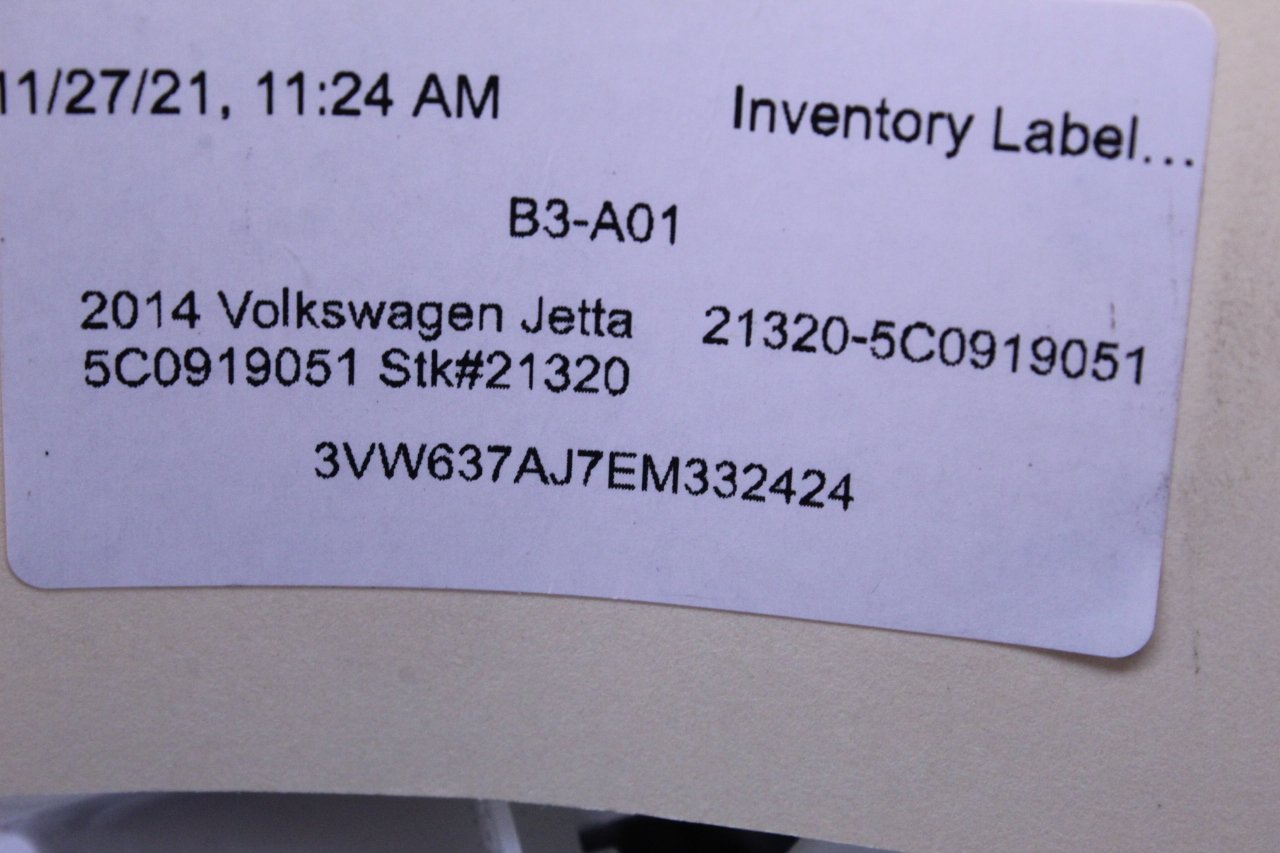 11/27/21, 11:24 AM Inventory Label...
B3-A01
2014 Volkswagen Jetta 21320-5C0919051
5C0919051 Stk#21320
3VW637AJ7EM332424